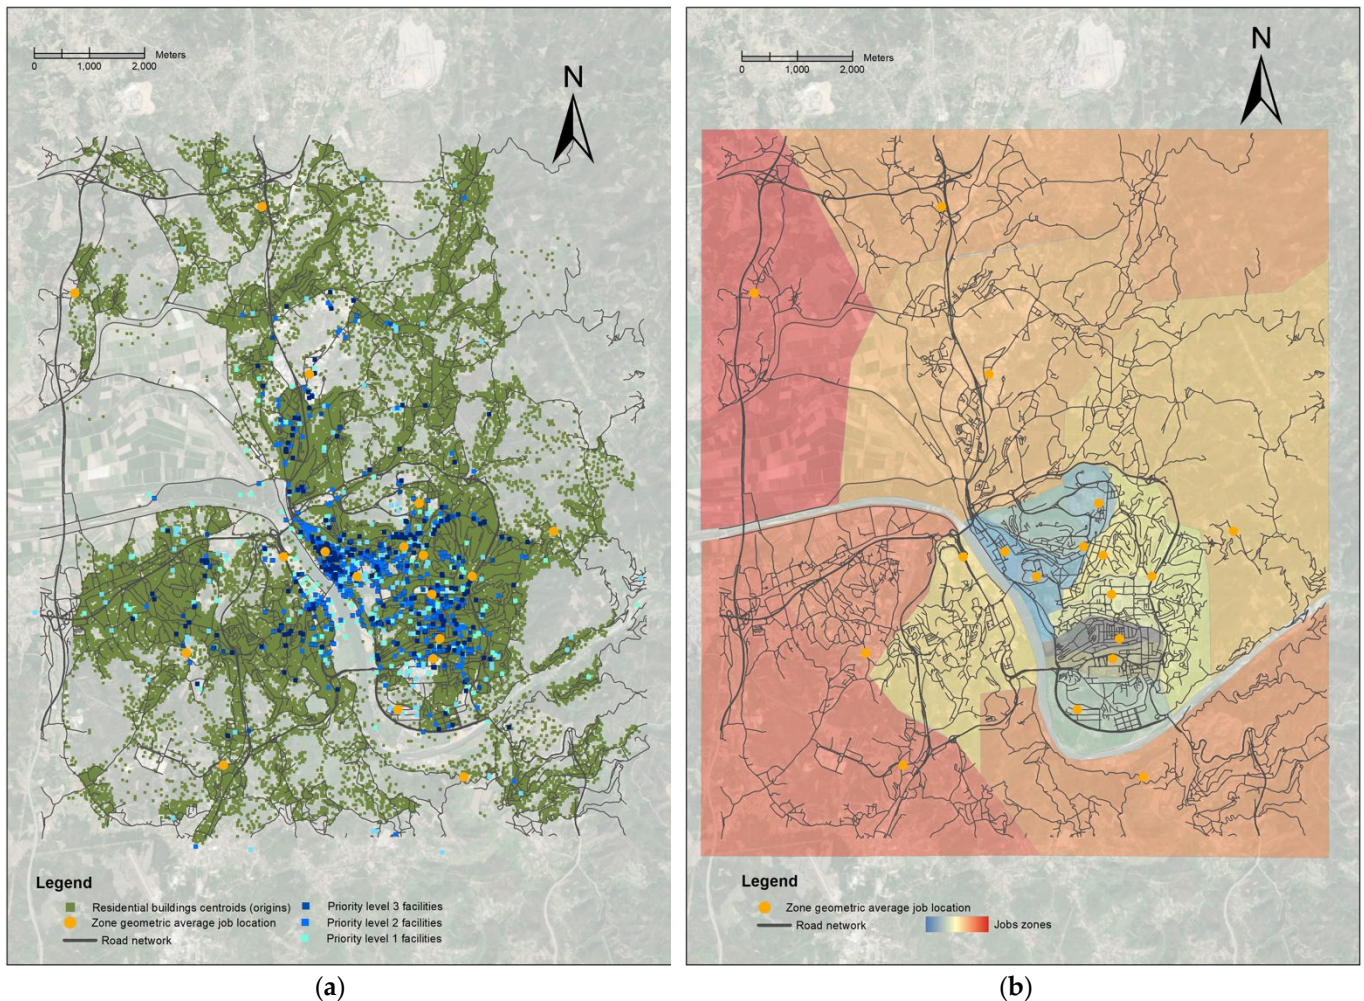 Meters
0 1,000 2,000
N
Legend
Residential buildings centroids (origins)
Zone geometric average job location
Road network
Priority level 3 facilities
Priority level 2 facilities
Priority level 1 facilities
(a)
Meters
0 1,000 2,000
N
Legend
Zone geometric average job location
Road network
Jobs zones
(b)